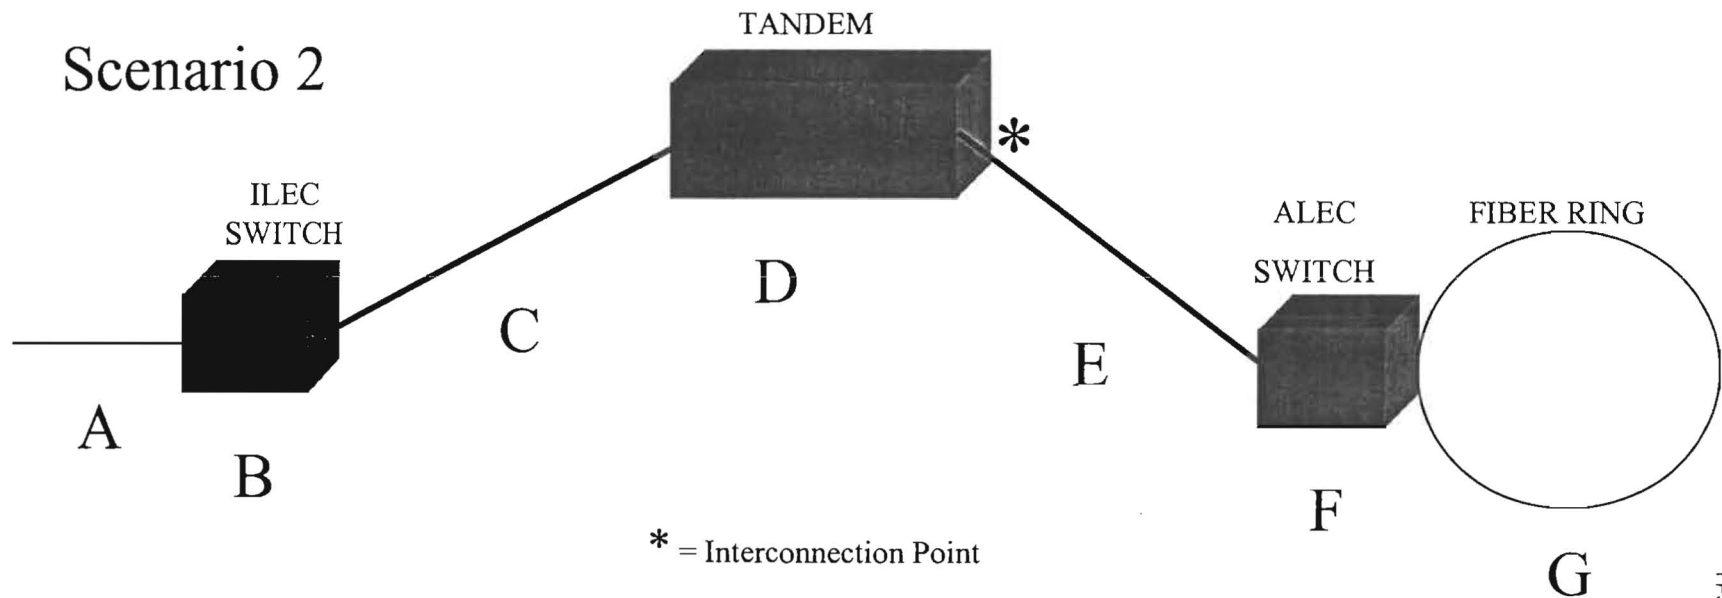 TANDEM
Scenario 2
*
ILEC
SWITCH
ALEC
SWITCH
FIBER RING
D
C
E
A
B
F
* = Interconnection Point
G